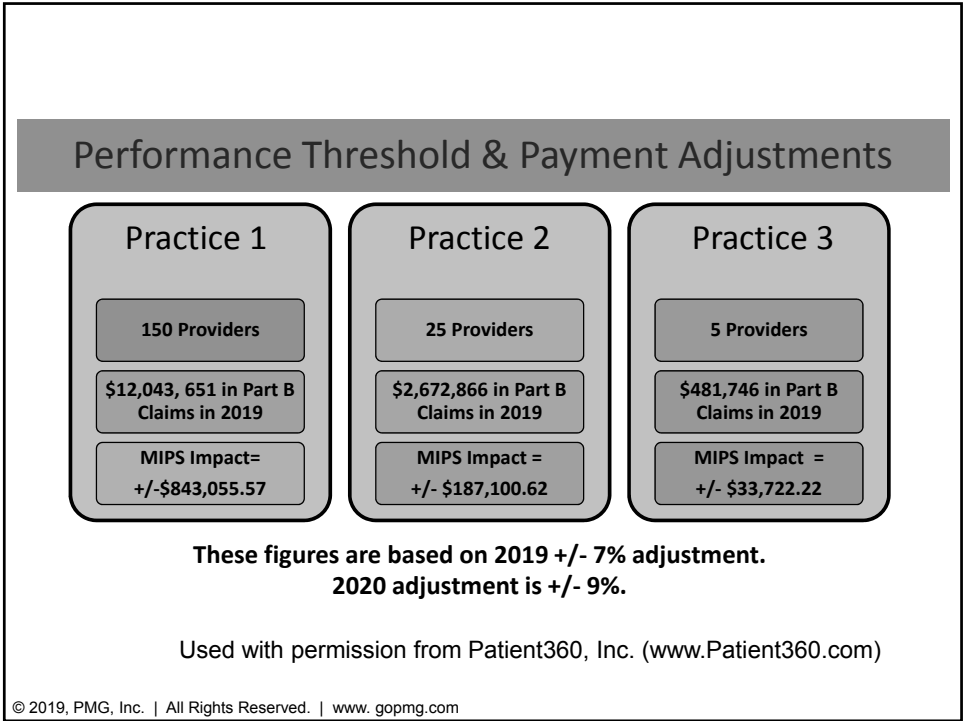 Performance Threshold & Payment Adjustments
Practice 1
150 Providers
$12,043, 651 in Part B
Claims in 2019
MIPS Impact=
+/-$843,055.57
Practice 2
25 Providers
$2,672,866 in Part B
Claims in 2019
MIPS Impact =
+/- $187,100.62
Practice 3
5 Providers
$481,746 in Part B
Claims in 2019
MIPS Impact  =
+/- $33,722.22
These figures are based on 2019 +/- 7% adjustment.
2020 adjustment is +/- 9%.
Used with permission from Patient360, Inc. (www.Patient360.com)
© 2019, PMG, Inc. | All Rights Reserved. | www. gopmg.com